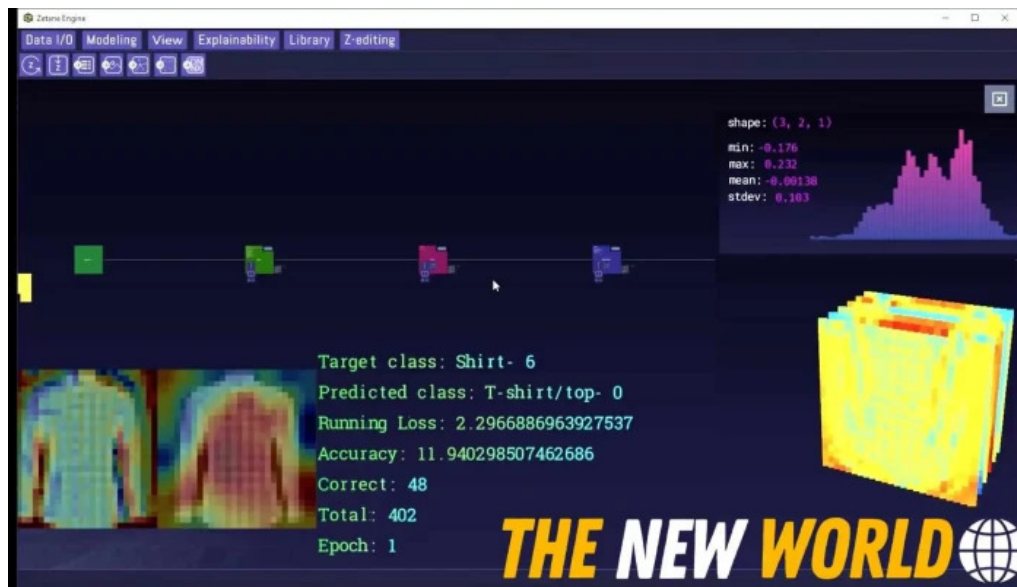 Zetane Engine
Data I/O Modeling View Explainability Library Z-editing
shape: (3, 2, 1)
min: -0.176
max: 0.232
mean: -0.00138
stdev: 0.103
Target class: Shirt- 6
Predicted class: T-shirt/top- 0
Running Loss: 2.2966886963927537
Accuracy: 11.940298507462686
Correct: 48
Total: 402
Epoch: 1
THE NEW WORLD